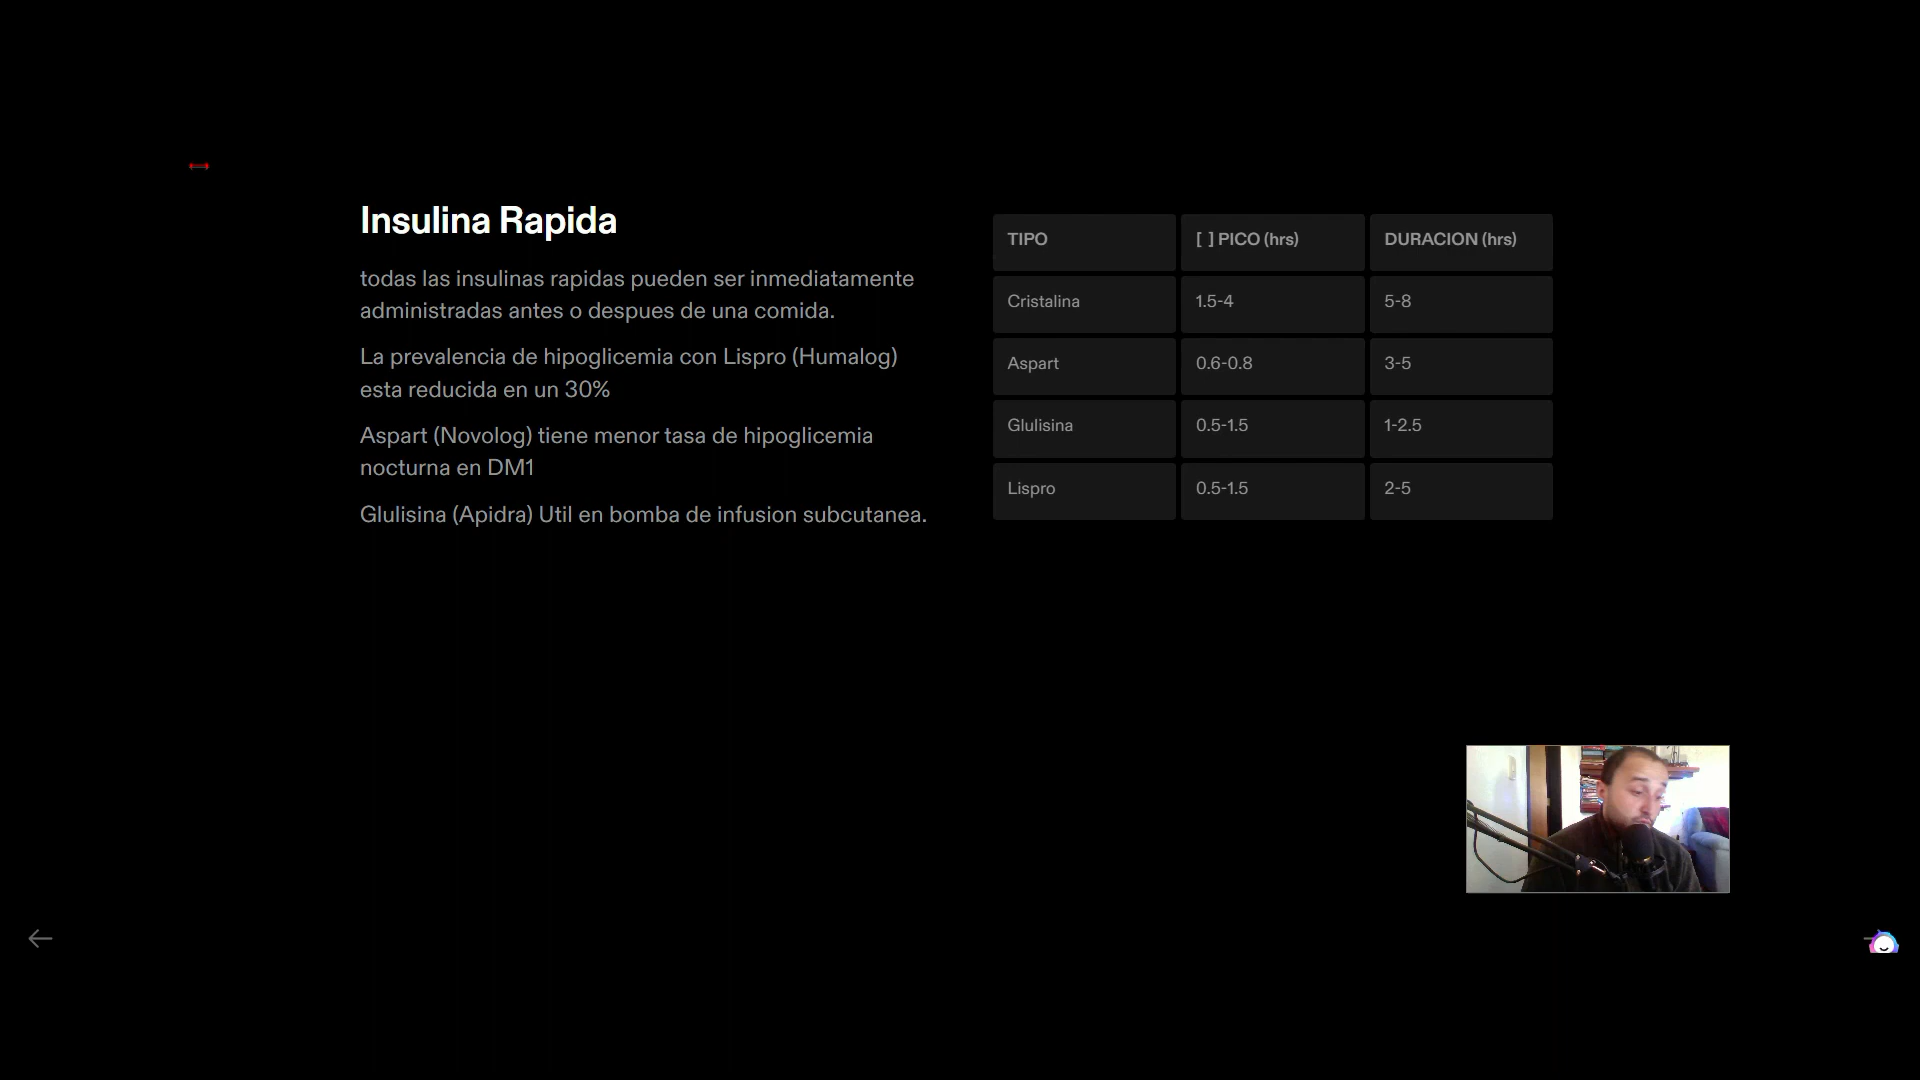 Insulina Rapida
todas las insulinas rapidas pueden ser inmediatamente
administradas antes o despues de una comida.
La prevalencia de hipoglicemia con Lispro (Humalog)
esta reducida en un 30%
Aspart (Novolog) tiene menor tasa de hipoglicemia
nocturna en DM1
Glulisina (Apidra) Util en bomba de infusion subcutanea.
TIPO [ ] PICO (hrs) DURACION (hrs)
Cristalina 1.5-4 5-8
Aspart 0.6-0.8 3-5
Glulisina 0.5-1.5 1-2.5
Lispro 0.5-1.5 2-5